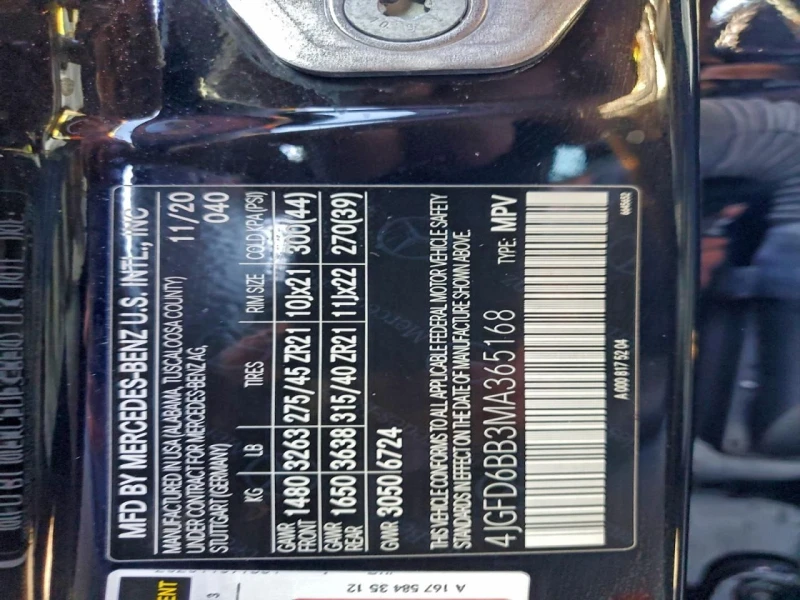 MFD BY MERCEDES-BENZ U.S. INTL., INC
MANUFACTURED IN USA (ALABAMA, TUSCALOOSA COUNTY) 11/20
UNDER CONTRACT FOR MERCEDES-BENZ AG, 040
STUTTGART (GERMANY)
KG LB TIRES RIM SIZE COLD KPA (PSI)
GAWR FRONT 1480 3263 275/45 ZR21 10Jx21 300(44)
GAWR REAR 1650 3638 315/40 ZR21 11Jx22 270(39)
GVWR 3050 6724
THIS VEHICLE CONFORMS TO ALL APPLICABLE FEDERAL MOTOR VEHICLE SAFETY
STANDARDS IN EFFECT ON THE DATE OF MANUFACTURE SHOWN ABOVE.
4JGFD6BB3MA365168 TYPE: MPV
A 000 817 52 04
A 167 584 35 12